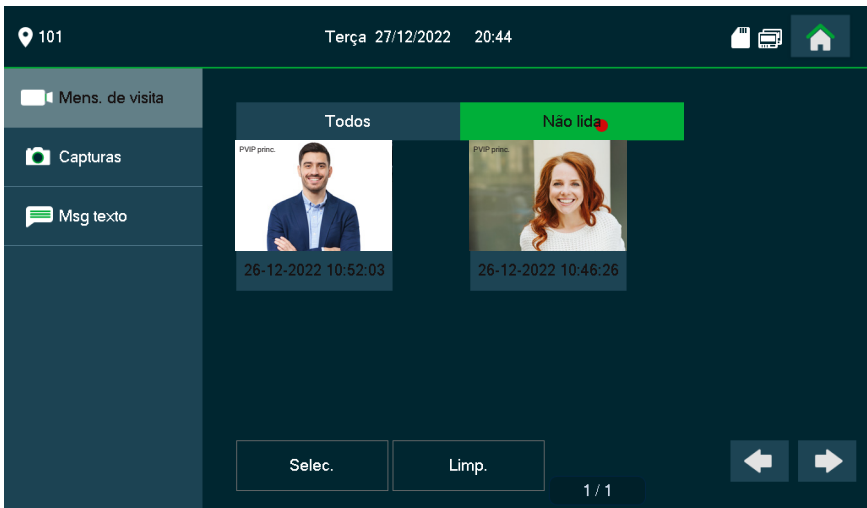 101
Terça 27/12/2022 20:44
Mens. de visita
Capturas
Msg texto
Todos
Não lida
PVIP princ.
PVIP princ.
26-12-2022 10:52:03
26-12-2022 10:46:26
Selec.
Limp.
1 / 1